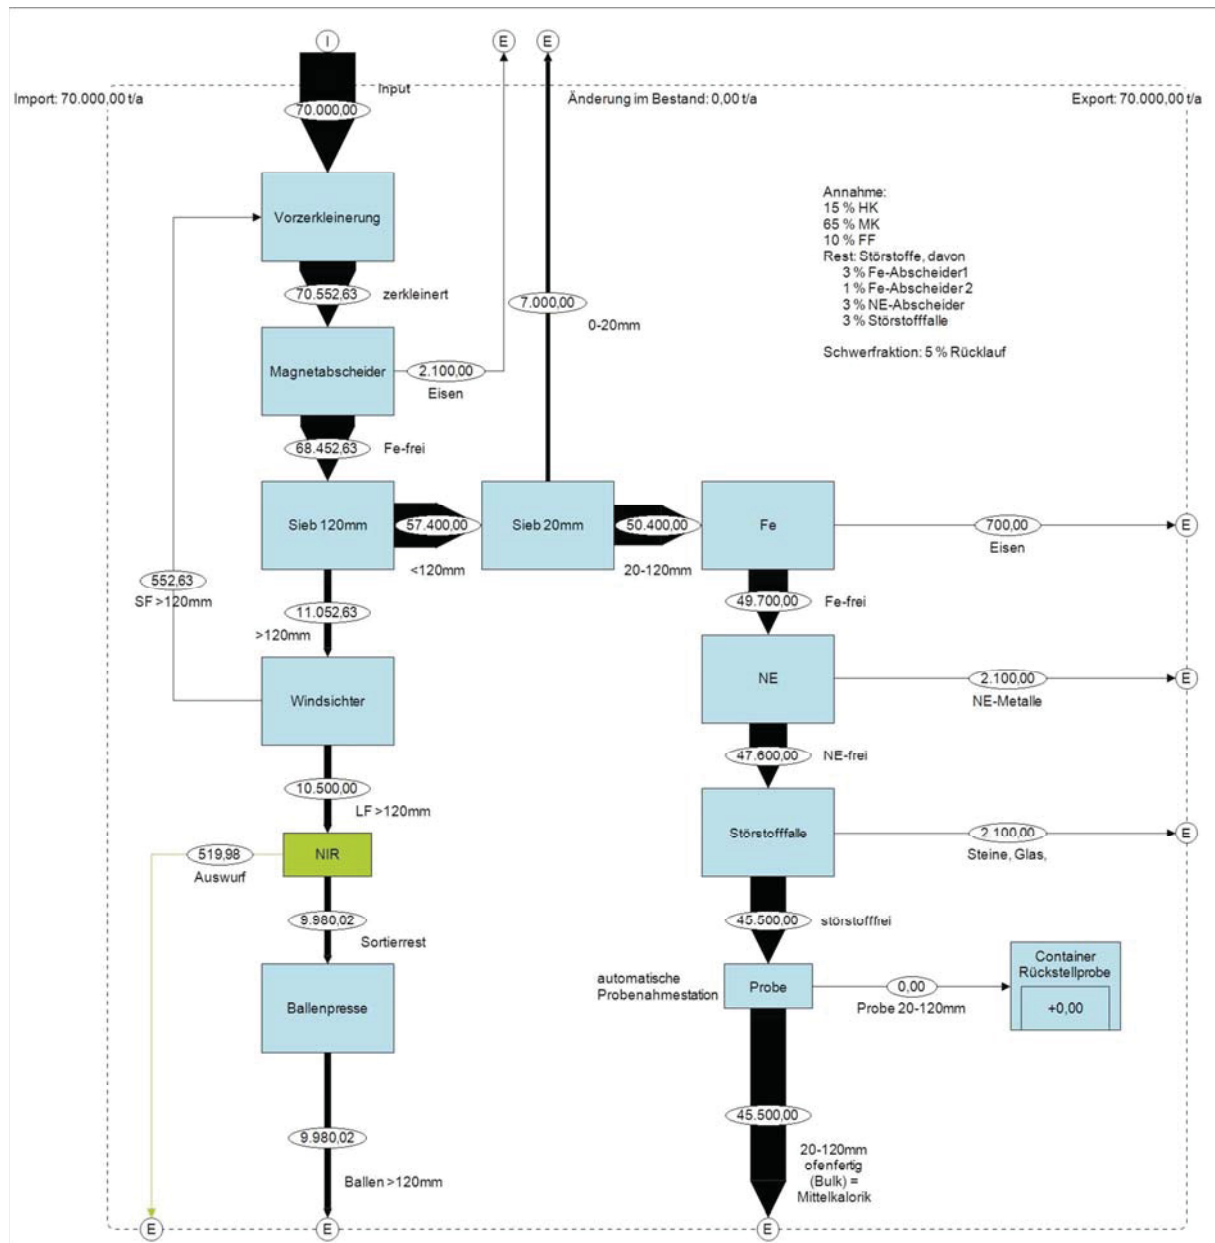 I
E
E
Input
Import: 70.000,00 t/a
Änderung im Bestand: 0,00 t/a
Export: 70.000,00 t/a
70.000,00
Vorzerkleinerung
Annahme:
15 % HK
65 % MK
10 % FF
Rest: Störstoffe, davon
3 % Fe-Abscheider1
1 % Fe-Abscheider 2
3 % NE-Abscheider
3 % Störstofffalle
Schwerfraktion: 5 % Rücklauf
70.552,63
zerkleinert
7.000,00
0-20mm
Magnetabscheider
2.100,00
Eisen
68.452,63
Fe-frei
Sieb 120mm
57.400,00
<120mm
Sieb 20mm
50.400,00
20-120mm
Fe
700,00
Eisen
E
552,63
SF >120mm
11.052,63
>120mm
49.700,00
Fe-frei
Windsichter
NE
2.100,00
NE-Metalle
E
47.600,00
NE-frei
10.500,00
LF >120mm
Störstofffalle
2.100,00
Steine, Glas,
E
NIR
519,98
Auswurf
9.980,02
Sortierrest
45.500,00
störstofffrei
Ballenpresse
automatische
Probenahmestation
Probe
0,00
Probe 20-120mm
Container
Rückstellprobe
+0,00
9.980,02
Ballen >120mm
45.500,00
20-120mm
ofenfertig
(Bulk) =
Mittelkalorik
E
E
E